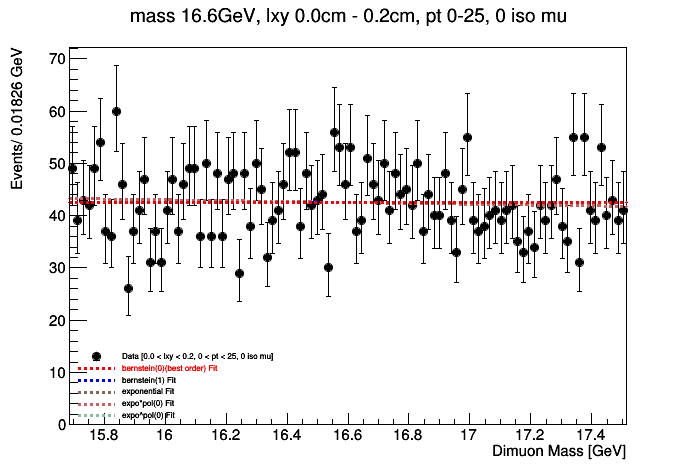 mass 16.6GeV, lxy 0.0cm - 0.2cm, pt 0-25, 0 iso mu
Events/ 0.01826 GeV
70
60
50
40
30
20
10
0
Data [0.0 < lxy < 0.2, 0 < pt < 25, 0 iso mu]
bernstein(0)(best order) Fit
bernstein(1) Fit
exponential Fit
expo*pol(0) Fit
expo^pol(0) Fit
15.8 16 16.2 16.4 16.6 16.8 17 17.2 17.4
Dimuon Mass [GeV]